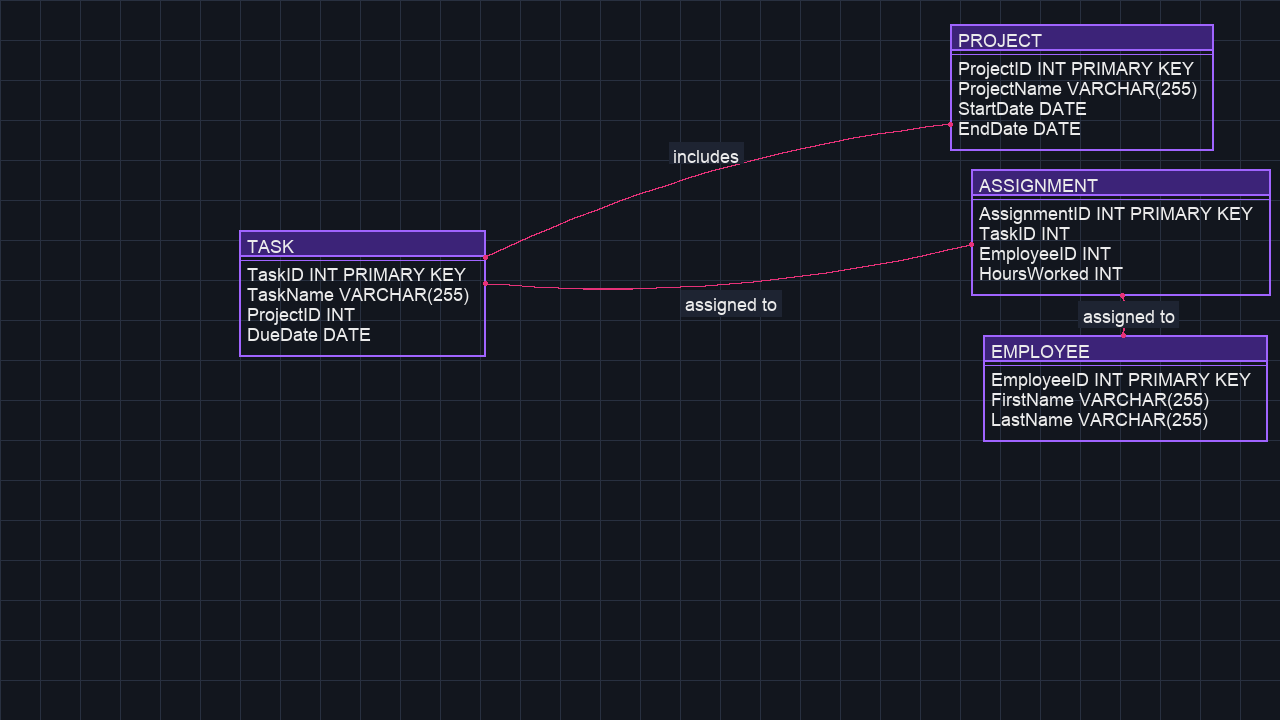 PROJECT
ProjectID INT PRIMARY KEY
ProjectName VARCHAR(255)
StartDate DATE
EndDate DATE
includes
ASSIGNMENT
AssignmentID INT PRIMARY KEY
TaskID INT
EmployeeID INT
HoursWorked INT
TASK
TaskID INT PRIMARY KEY
TaskName VARCHAR(255)
ProjectID INT
DueDate DATE
assigned to
assigned to
EMPLOYEE
EmployeeID INT PRIMARY KEY
FirstName VARCHAR(255)
LastName VARCHAR(255)